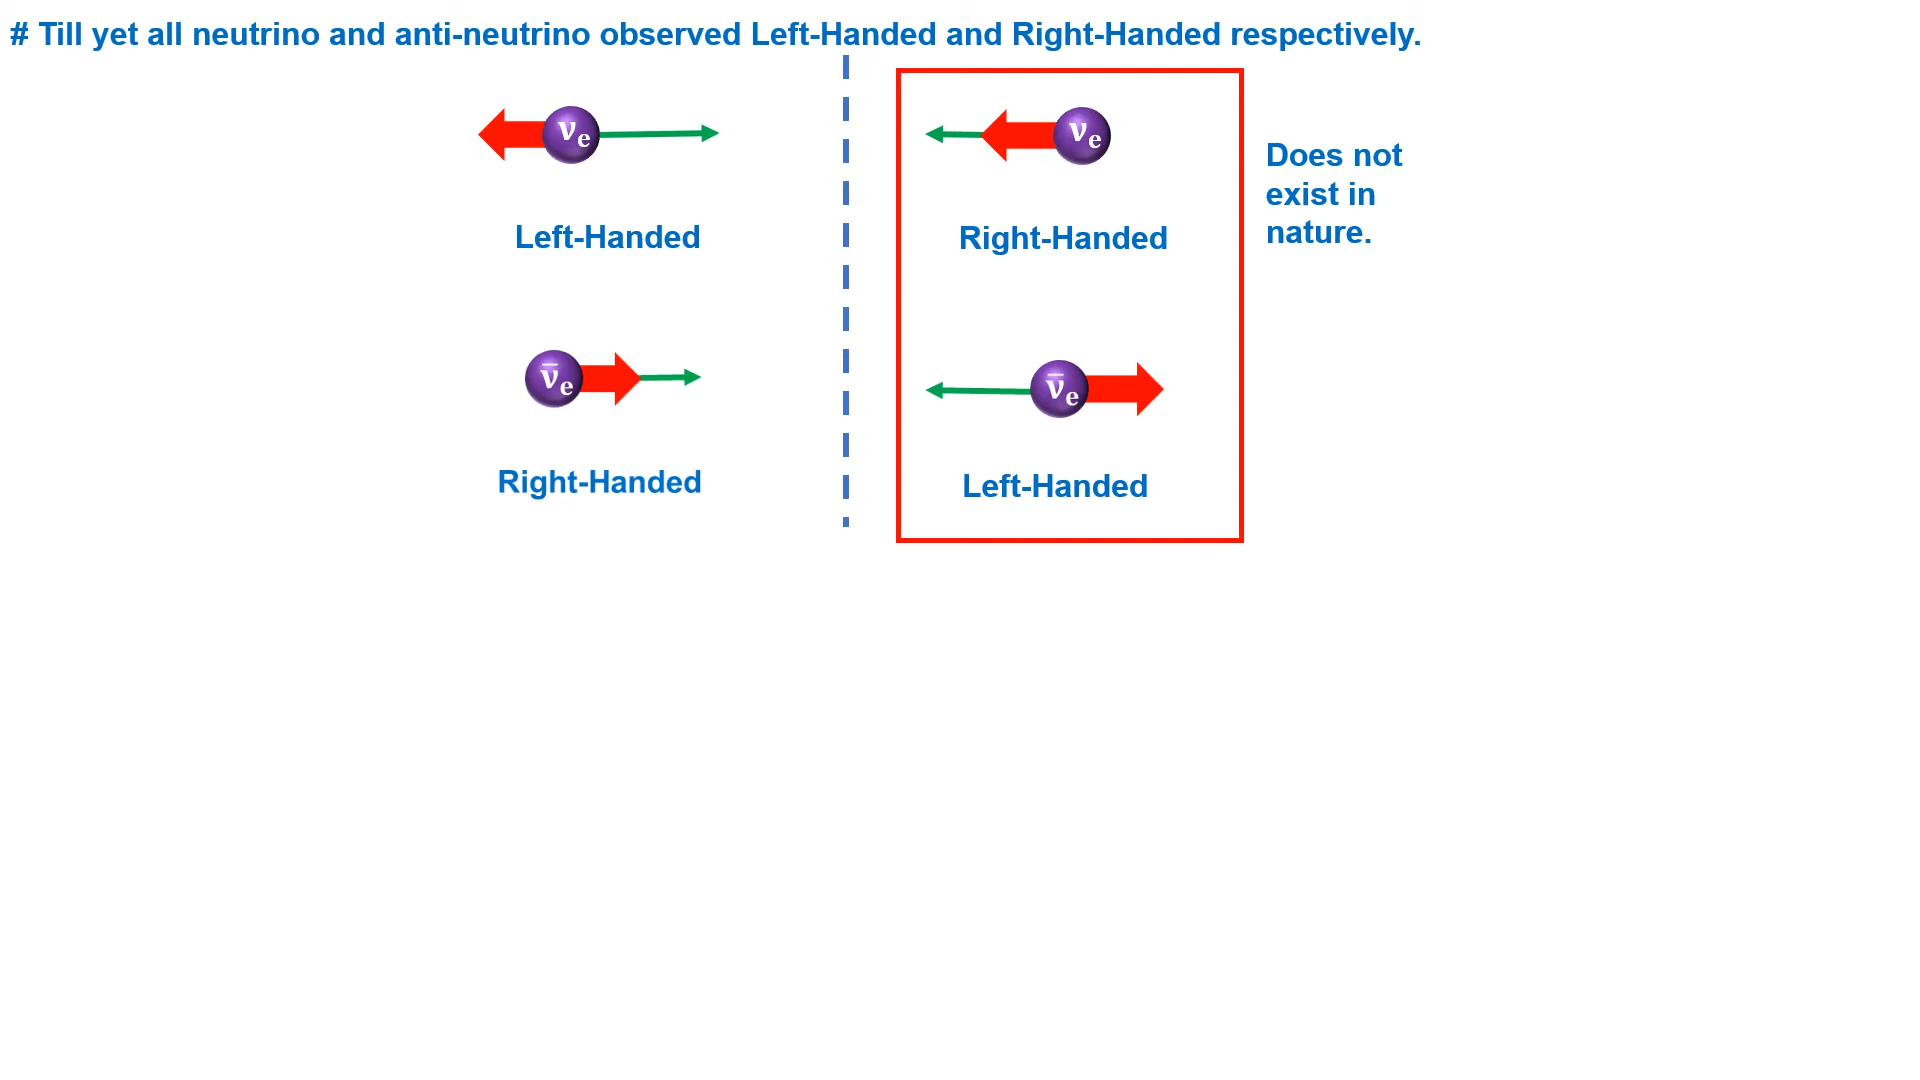 # Till yet all neutrino and anti-neutrino observed Left-Handed and Right-Handed respectively.
νe
νe
Does not
exist in
nature.
Left-Handed
Right-Handed
ν̅e
ν̅e
Right-Handed
Left-Handed